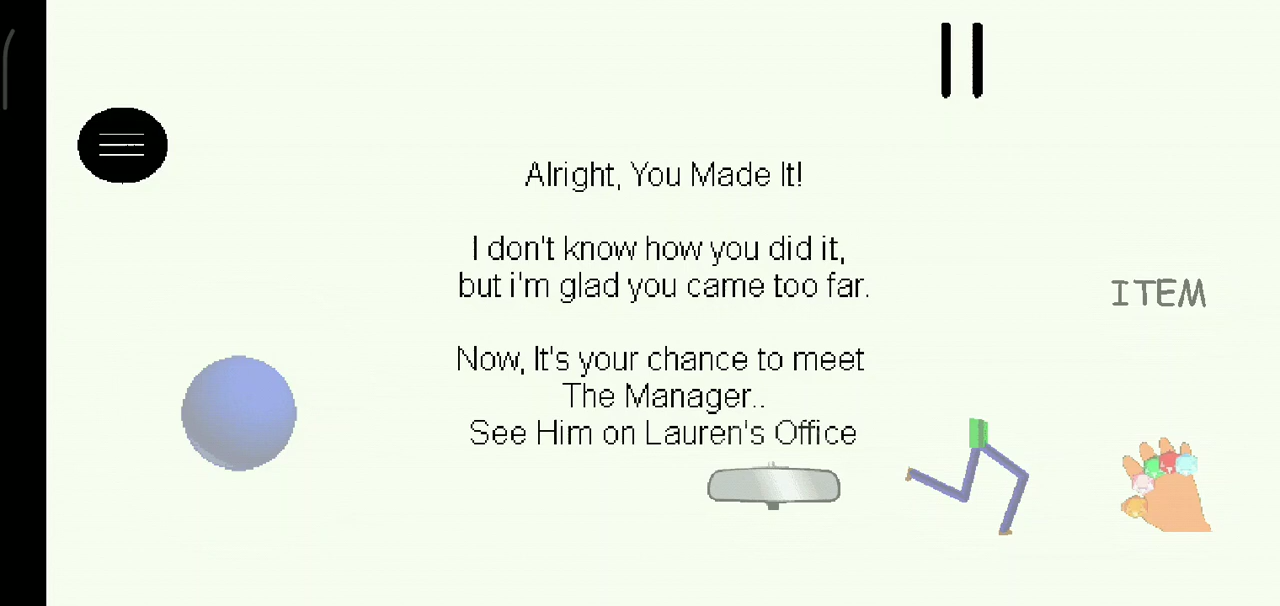 Alright, You Made It!
I don't know how you did it,
but i'm glad you came too far.
ITEM
Now, It's your chance to meet
The Manager..
See Him on Lauren's Office